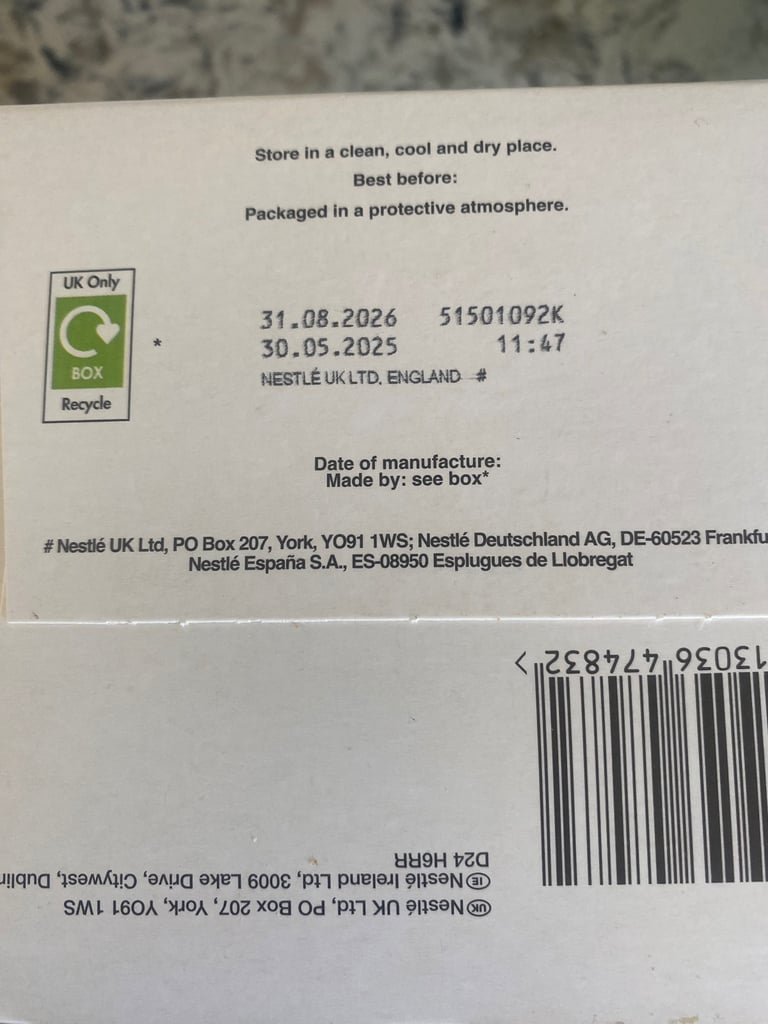 Store in a clean, cool and dry place.
Best before:
Packaged in a protective atmosphere.
UK Only
BOX
Recycle
*
31.08.2026 51501092K
30.05.2025 11:47
NESTLÉ UK LTD, ENGLAND #
Date of manufacture:
Made by: see box*
# Nestlé UK Ltd, PO Box 207, York, YO91 1WS; Nestlé Deutschland AG, DE-60523 Frankfu
Nestlé España S.A., ES-08950 Esplugues de Llobregat
UK Nestlé UK Ltd, PO Box 207, York, YO91 1WS
IE Nestlé Ireland Ltd, 3009 Lake Drive, Citywest, Dublin
D24 H6RR
13036 474832 >